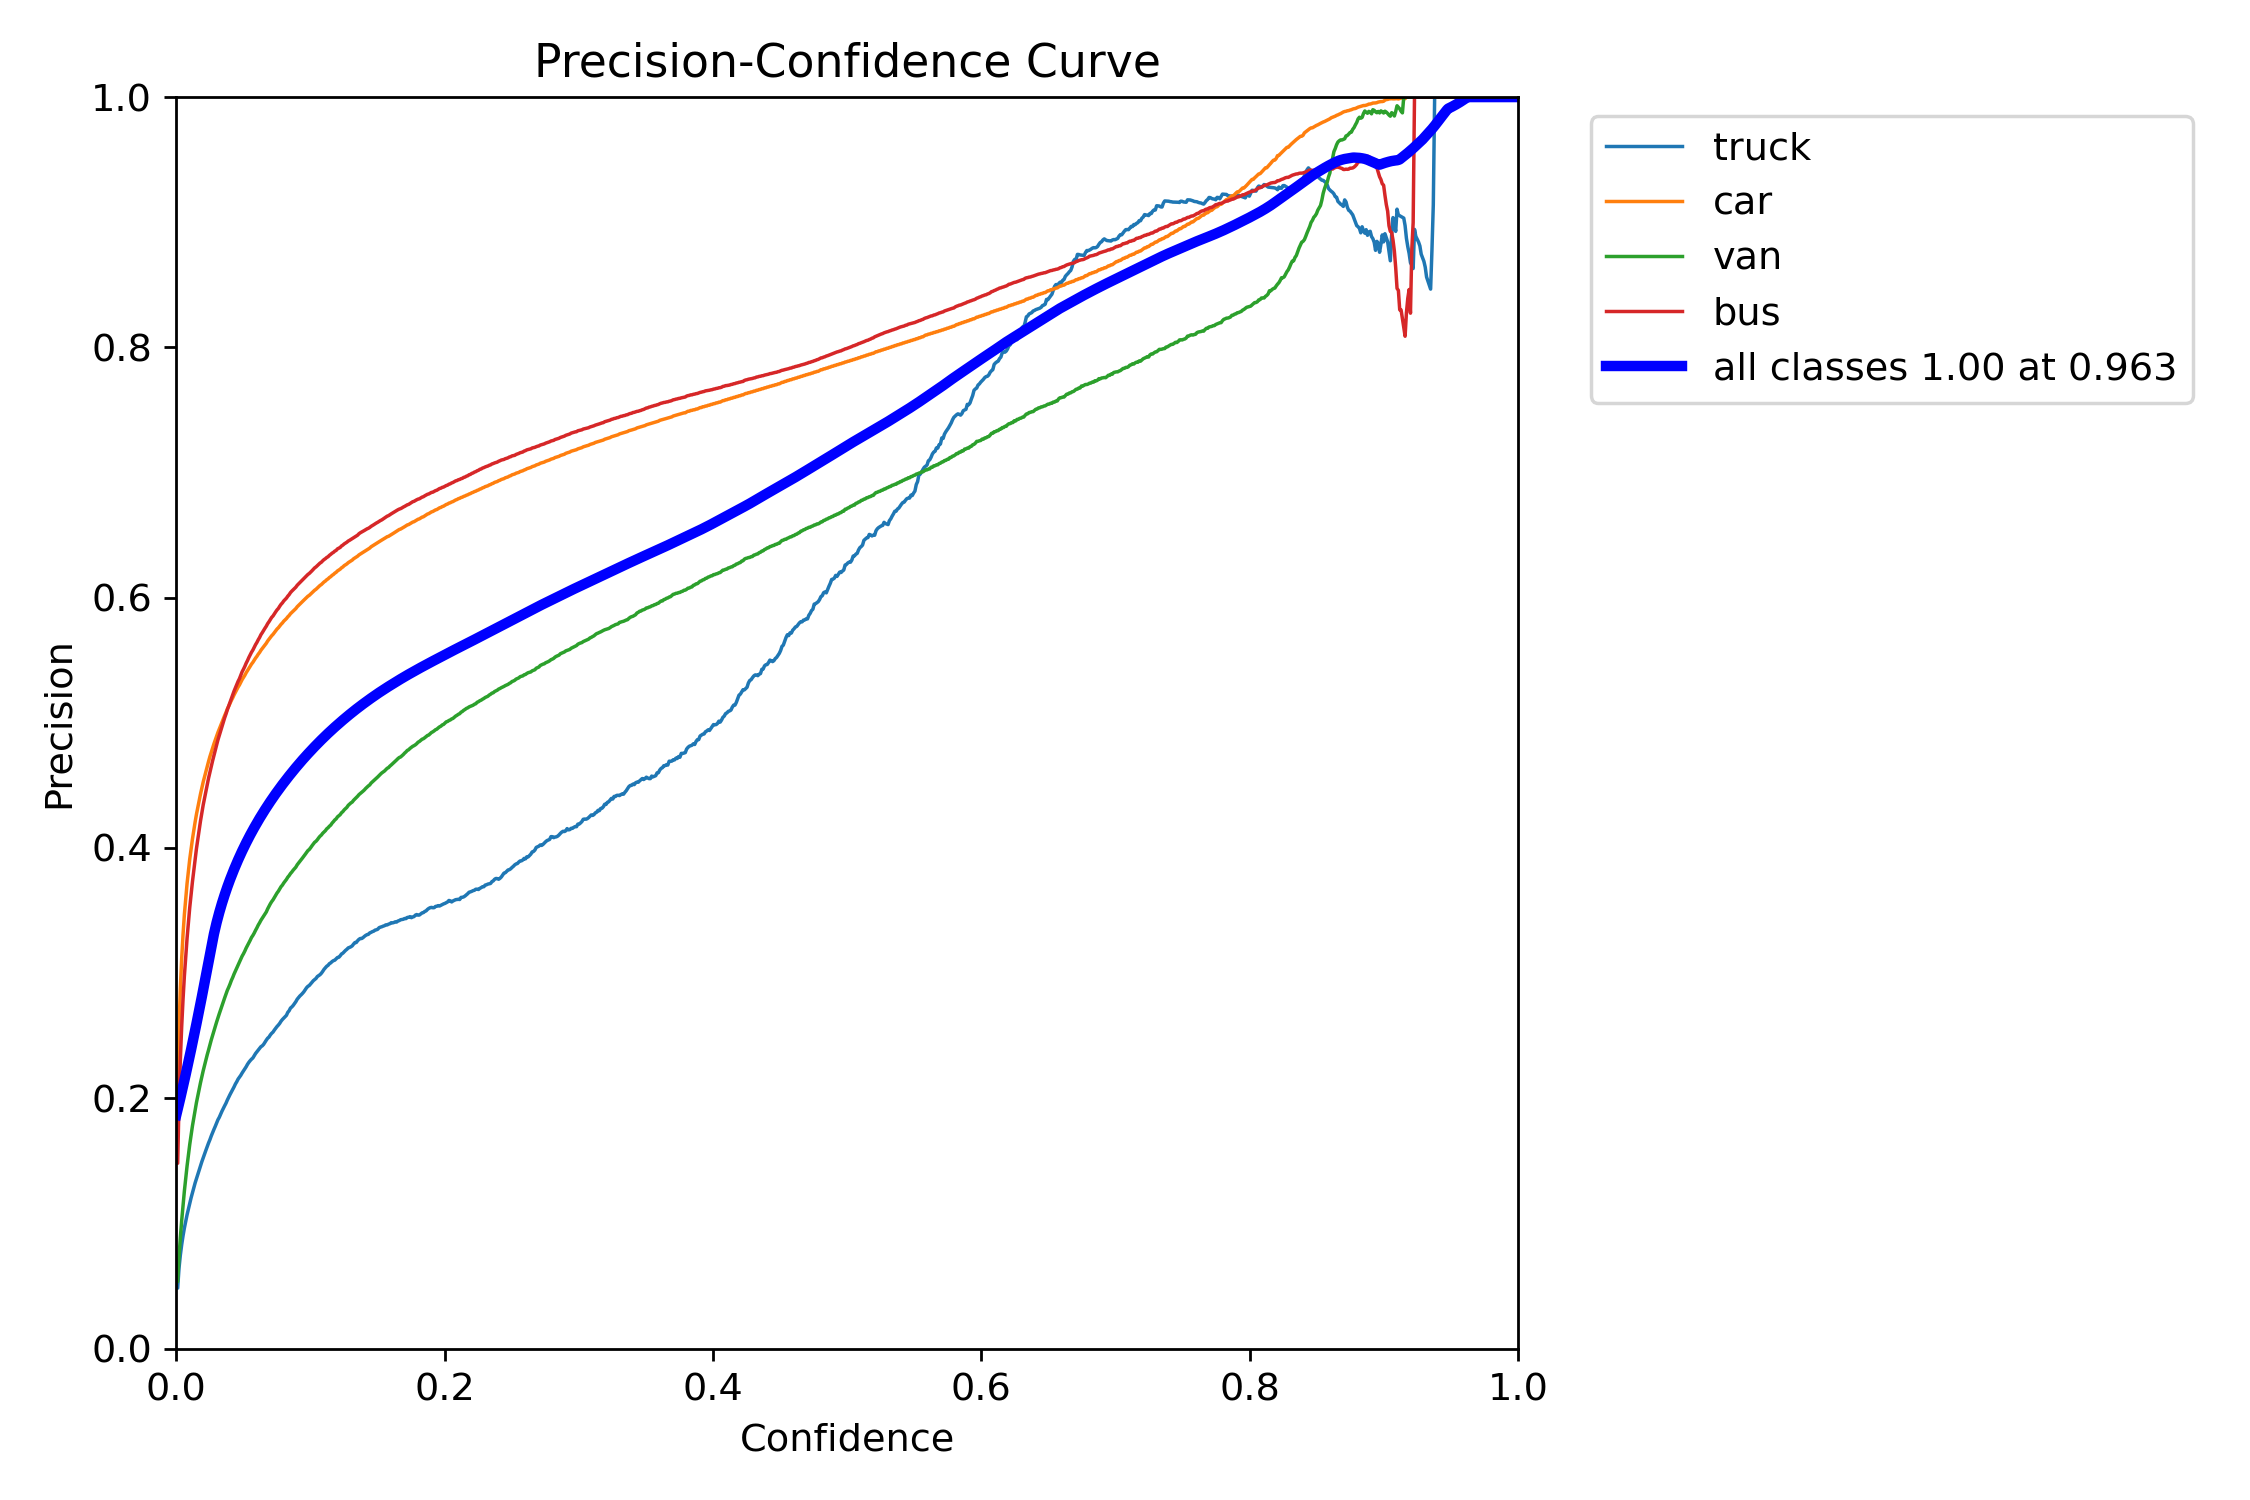 Precision-Confidence Curve
1.0
0.8
0.6
0.4
0.2
0.0
Precision
0.0 0.2 0.4 0.6 0.8 1.0
Confidence
truck
car
van
bus
all classes 1.00 at 0.963